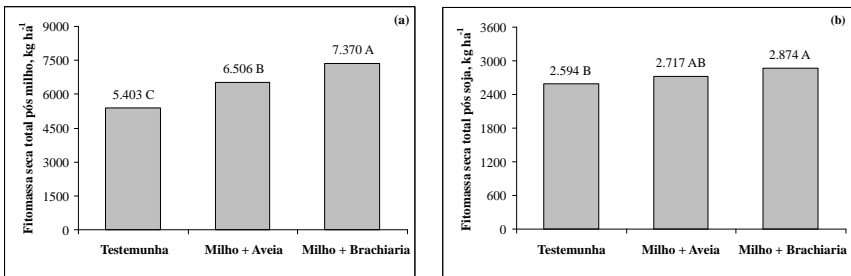 (a)
Fitomassa seca total pós milho, kg ha⁻¹
9000
7500
6000
4500
3000
1500
0
5.403 C
6.506 B
7.370 A
Testemunha
Milho + Aveia
Milho + Brachiaria
(b)
Fitomassa seca total pós soja, kg ha⁻¹
3600
3000
2400
1800
1200
600
0
2.594 B
2.717 AB
2.874 A
Testemunha
Milho + Aveia
Milho + Brachiaria